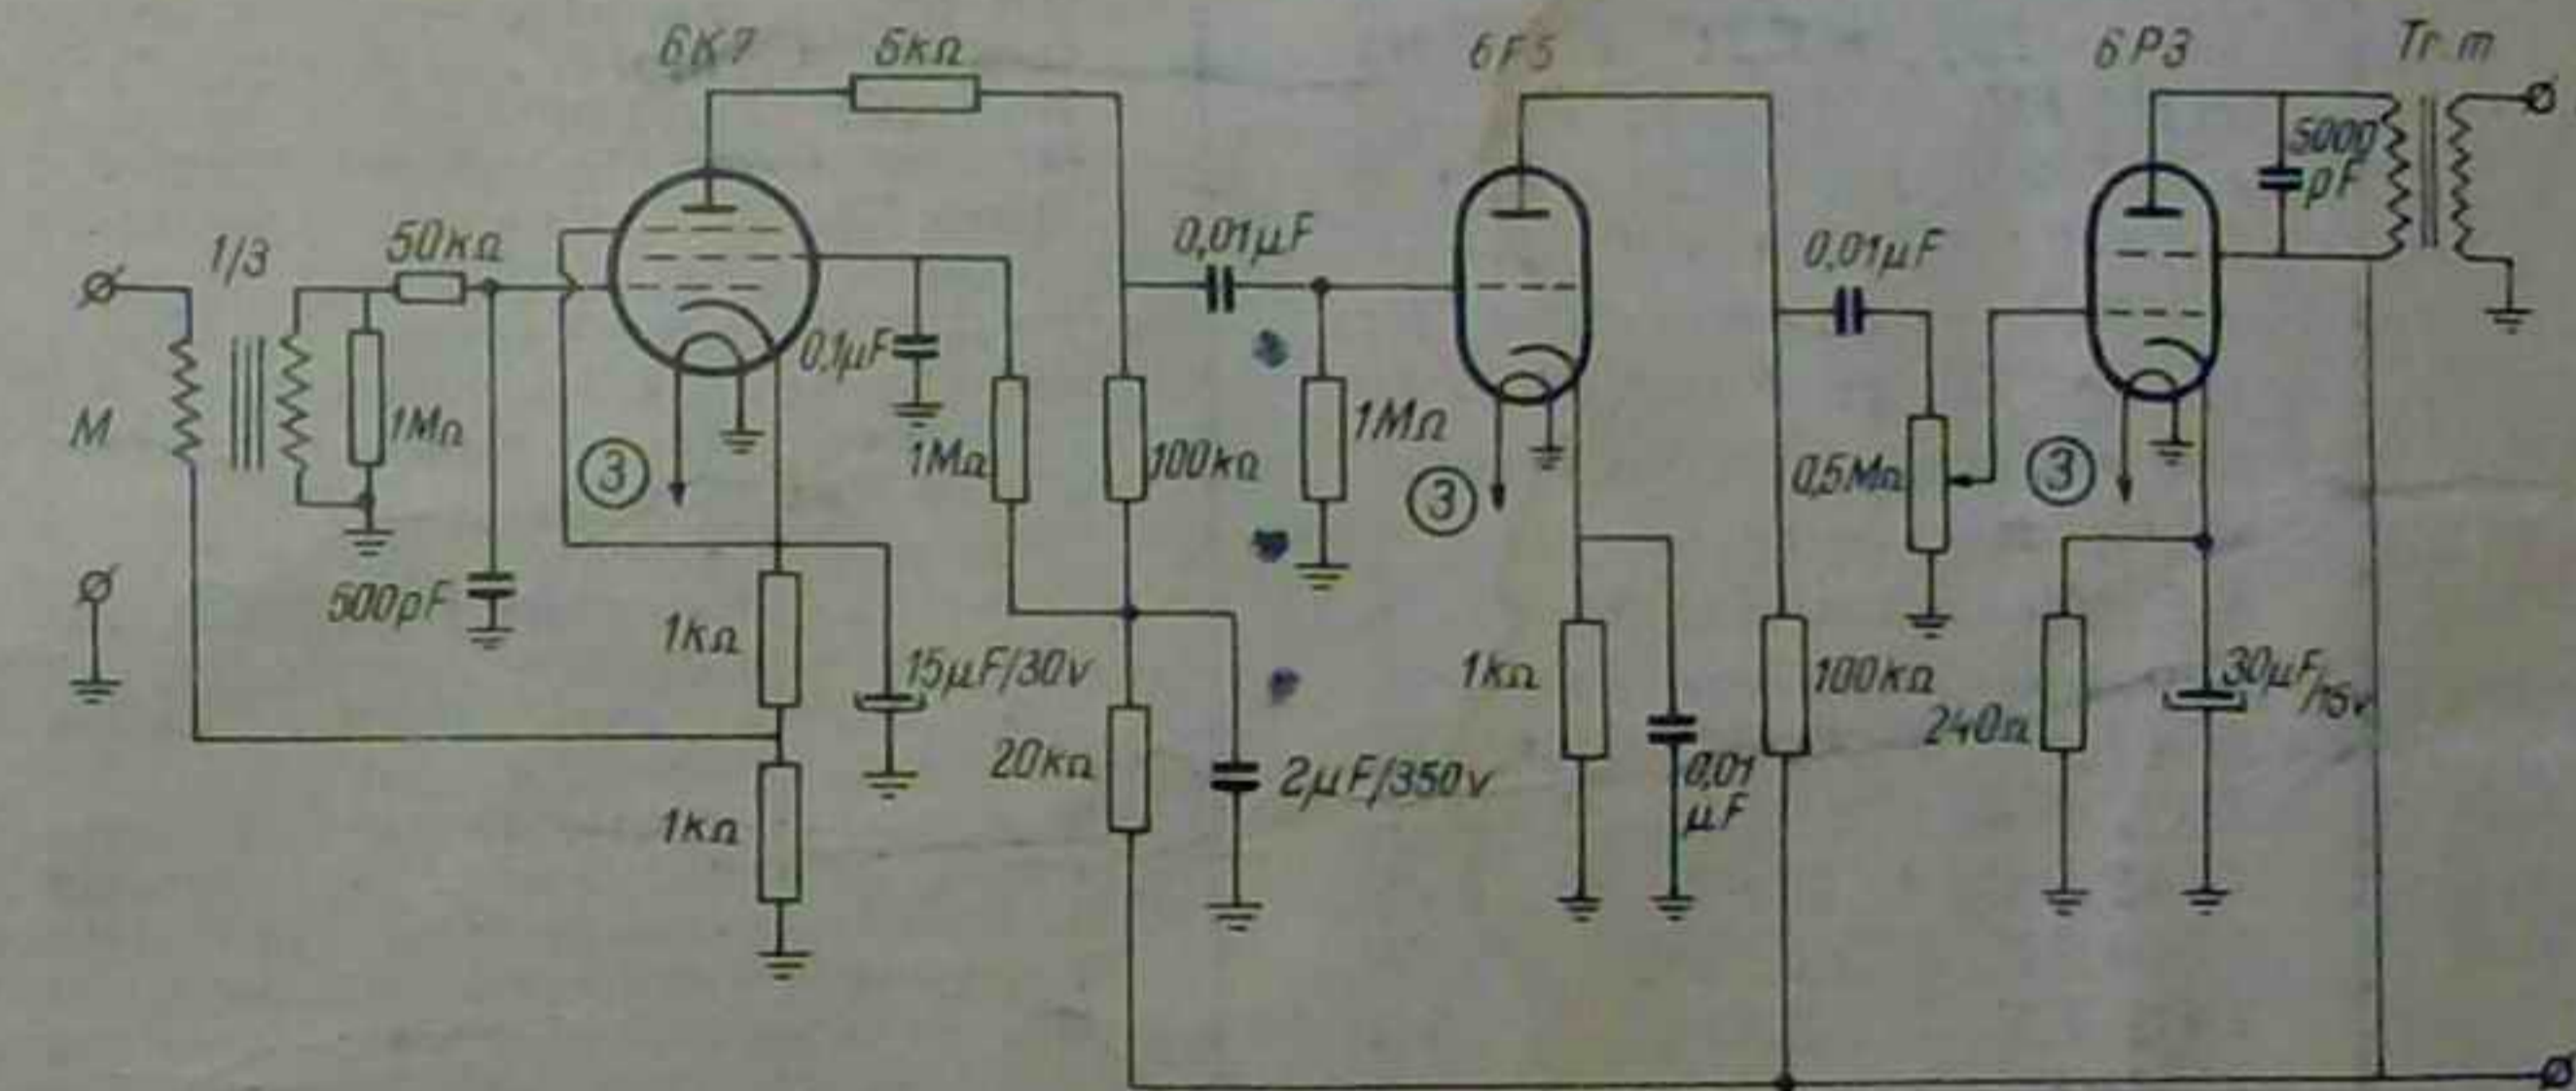 6K7
5kΩ
6F5
6P3
Tr. m
5000
pF
1/3
50kΩ
0,01μF
0,01μF
0,1μF
M
1MΩ
3
1MΩ
100kΩ
1MΩ
3
0,5MΩ
3
500pF
1kΩ
15μF/30v
1kΩ
100kΩ
240Ω
30μF/15v
20kΩ
2μF/350v
0,01
μF
1kΩ